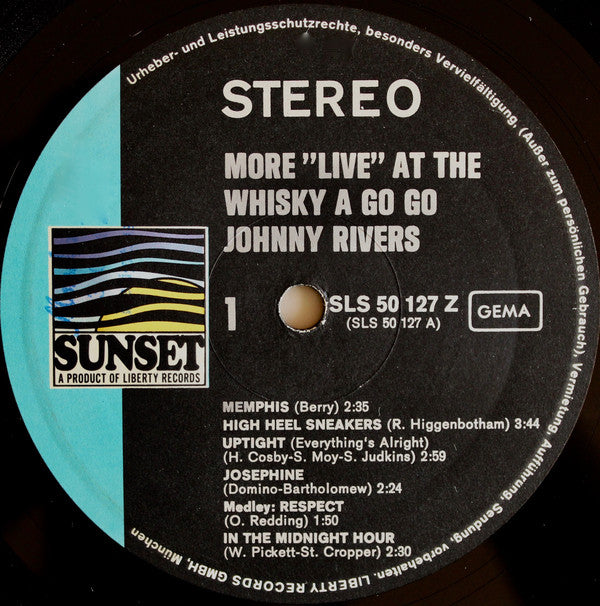 Urheber- und Leistungsschutzrechte, besonders Vervielfältigung, (Außer zum persönlichen Gebrauch), Vermietung, Aufführung, Sendung, vorbehalten. LIBERTY RECORDS GMBH, München
STEREO
MORE "LIVE" AT THE
WHISKY A GO GO
JOHNNY RIVERS
1
SLS 50 127 Z
(SLS 50 127 A)
GEMA
SUNSET
A PRODUCT OF LIBERTY RECORDS
MEMPHIS (Berry) 2:35
HIGH HEEL SNEAKERS (R. Higgenbotham) 3:44
UPTIGHT (Everything's Alright)
(H. Cosby-S. Moy-S. Judkins) 2:59
JOSEPHINE
(Domino-Bartholomew) 2:24
Medley: RESPECT
(O. Redding) 1:50
IN THE MIDNIGHT HOUR
(W. Pickett-St. Cropper) 2:30